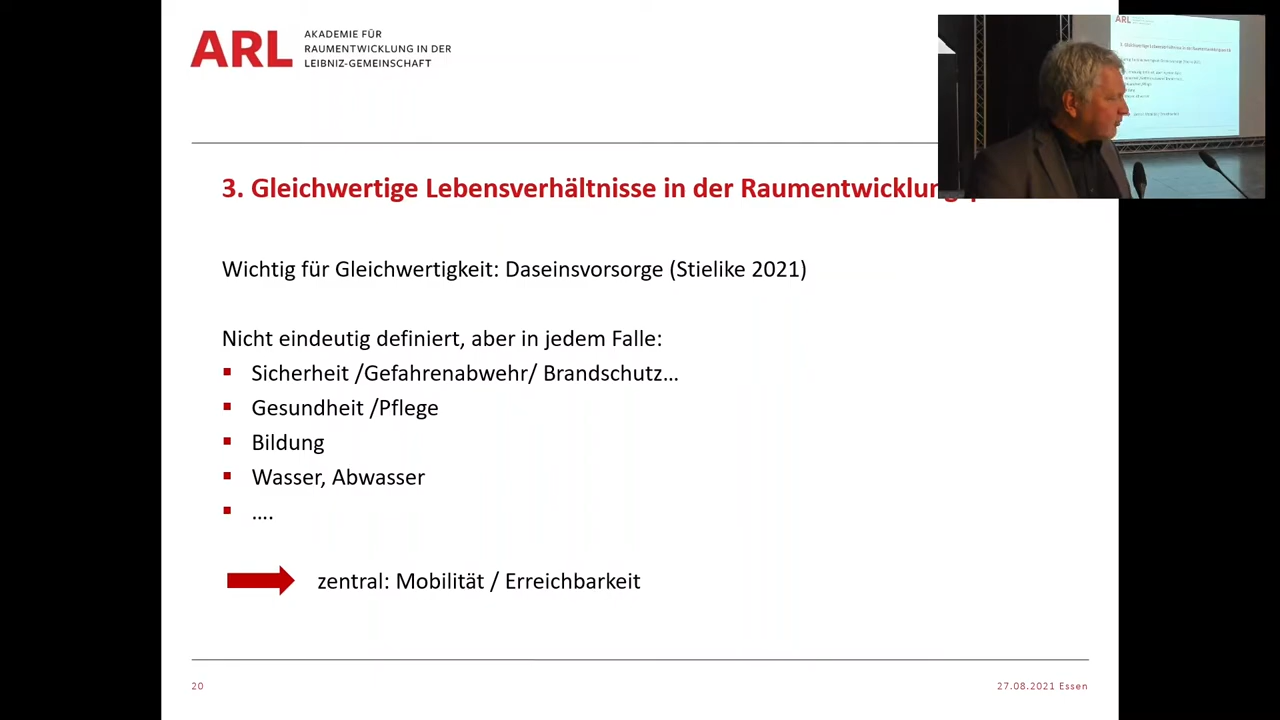 ARL
AKADEMIE FÜR
RAUMENTWICKLUNG IN DER
LEIBNIZ-GEMEINSCHAFT
3. Gleichwertige Lebensverhältnisse in der
Wichtig für Gleichwertigkeit: Daseinsvorsorge (Stielike 2021)
Nicht eindeutig definiert, aber in jedem Falle:
▪ Sicherheit /Gefahrenabwehr/ Brandschutz…
▪ Gesundheit /Pflege
▪ Bildung
▪ Wasser, Abwasser
▪ ....
zentral: Mobilität / Erreichbarkeit
20
27.08.2021 Essen
ARL